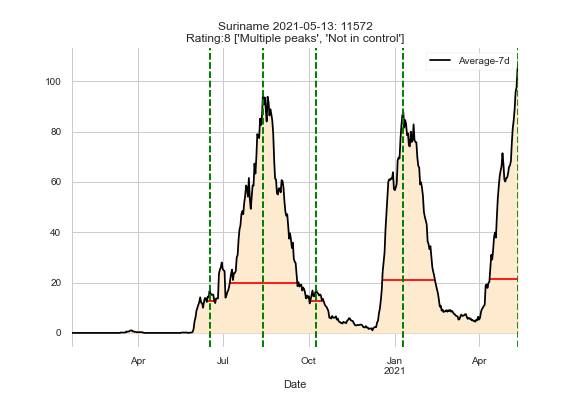 Suriname 2021-05-13: 11572
Rating:8 ['Multiple peaks', 'Not in control']
Average-7d
100
80
60
40
20
0
Apr
Jul
Oct
Jan
2021
Apr
Date